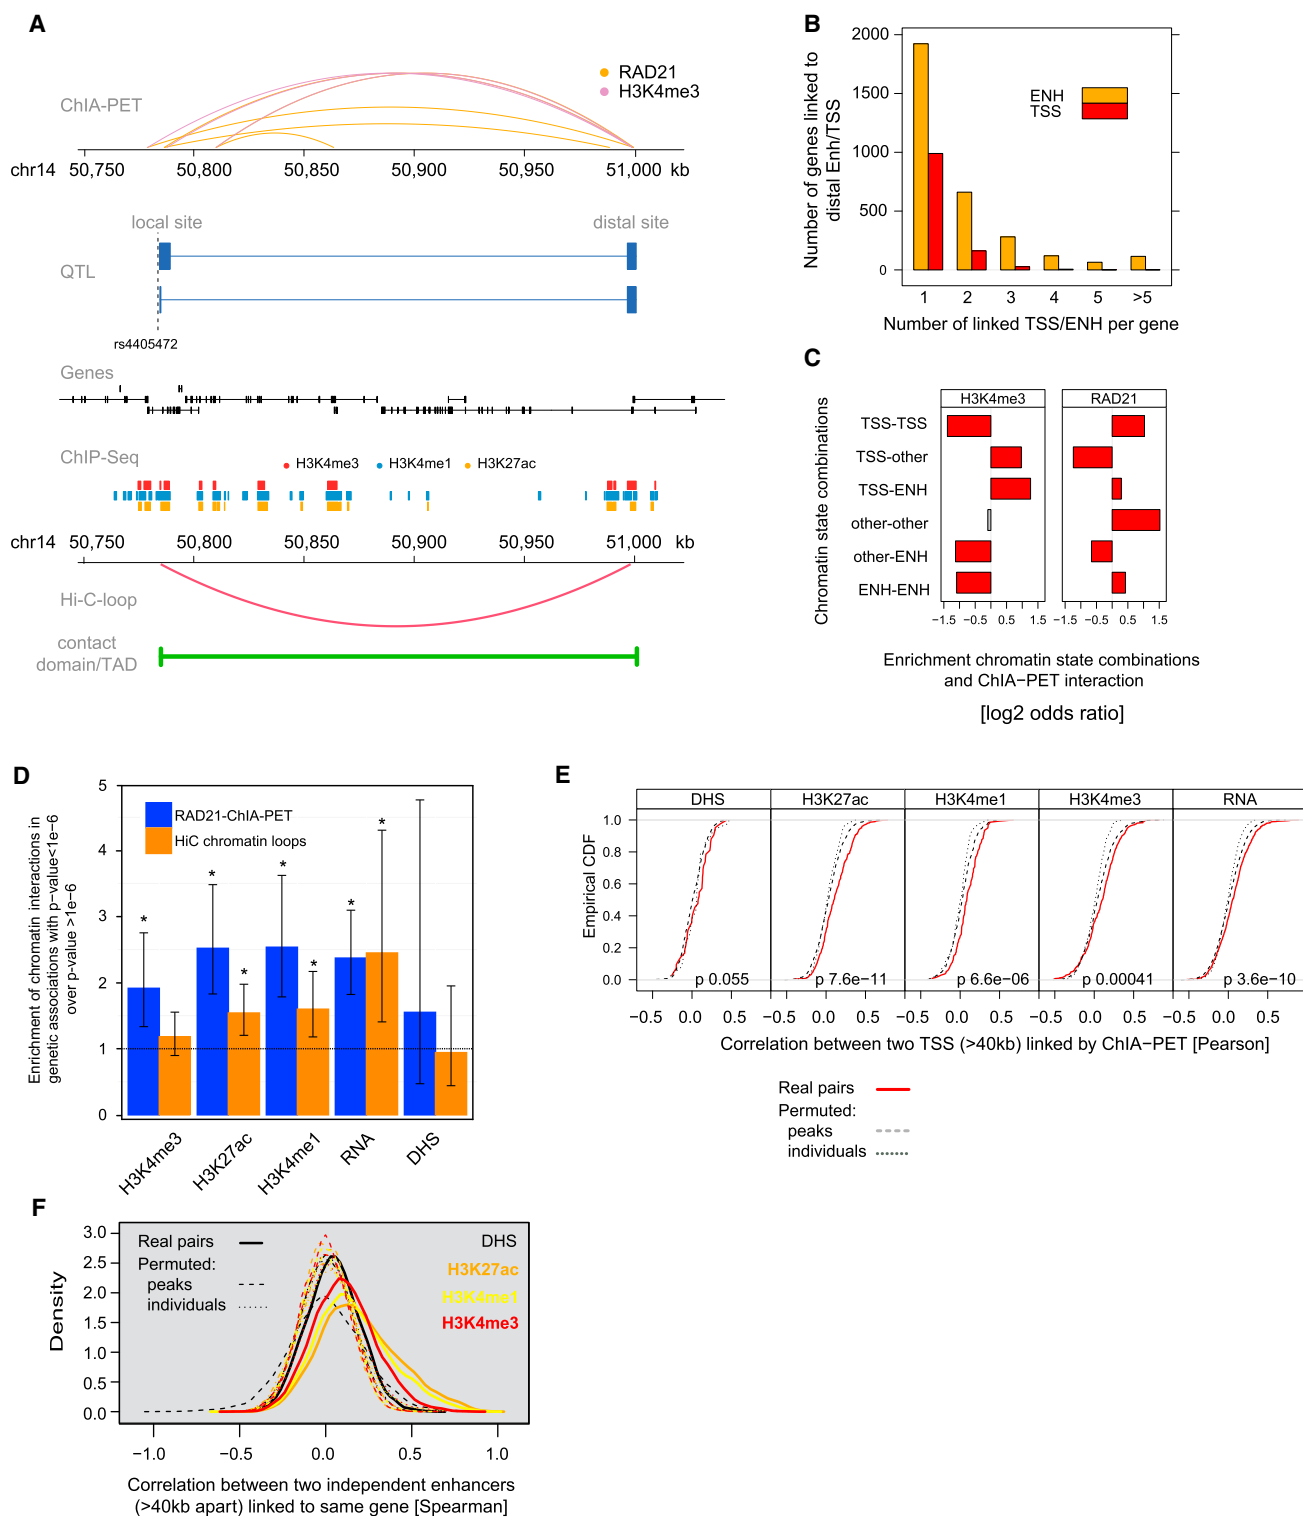 A
RAD21
H3K4me3
ChIA-PET
chr14
50,750
50,800
50,850
50,900
50,950
51,000
kb
local site
distal site
QTL
rs4405472
Genes
ChIP-Seq
H3K4me3
H3K4me1
H3K27ac
chr14
50,750
50,800
50,850
50,900
50,950
51,000
kb
Hi-C-loop
contact
domain/TAD
B
Number of genes linked to
distal Enh/TSS
2000
1500
1000
500
0
ENH
TSS
1
2
3
4
5
>5
Number of linked TSS/ENH per gene
C
Chromatin state combinations
H3K4me3
RAD21
TSS-TSS
TSS-other
TSS-ENH
other-other
other-ENH
ENH-ENH
−1.5
−0.5
0.5
1.5
−1.5
−0.5
0.5
1.5
Enrichment chromatin state combinations
and ChIA−PET interaction
[log2 odds ratio]
D
Enrichment of chromatin interactions in
genetic associations with p−value<1e−6
over p-value >1e−6
5
4
3
2
1
0
RAD21-ChIA-PET
HiC chromatin loops
*
*
*
*
*
*
*
H3K4me3
H3K27ac
H3K4me1
RNA
DHS
E
DHS
H3K27ac
H3K4me1
H3K4me3
RNA
Empirical CDF
1.0
0.8
0.6
0.4
0.2
0.0
p 0.055
p 7.6e−11
p 6.6e−06
p 0.00041
p 3.6e−10
−0.5
0.0
0.5
−0.5
0.0
0.5
−0.5
0.0
0.5
−0.5
0.0
0.5
−0.5
0.0
0.5
Correlation between two TSS (>40kb) linked by ChIA−PET [Pearson]
Real pairs
Permuted:
peaks
individuals
F
Density
3.0
2.5
2.0
1.5
1.0
0.5
0.0
Real pairs
Permuted:
peaks
individuals
DHS
H3K27ac
H3K4me1
H3K4me3
−1.0
−0.5
0.0
0.5
1.0
Correlation between two independent enhancers
(>40kb apart) linked to same gene [Spearman]